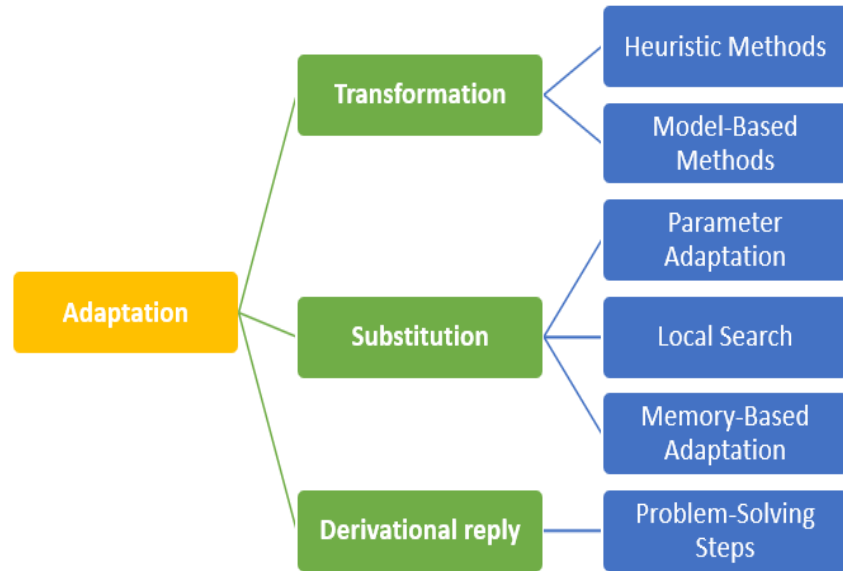 Heuristic Methods
Transformation
Model-Based
Methods
Parameter
Adaptation
Adaptation
Substitution
Local Search
Memory-Based
Adaptation
Derivational reply
Problem-Solving
Steps